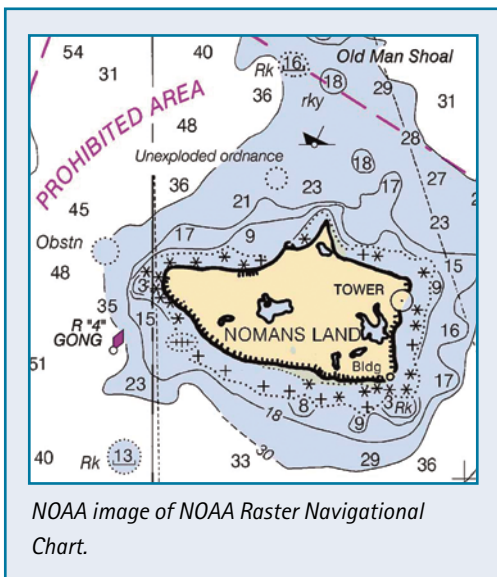 54
40
Old Man Shoal
Rk
16
31
18
29
36
rky
31
PROHIBITED AREA
48
28
Unexploded ordnance
18
36
23
17
27
21
45
17
9
23
Obstn
15
48
3
TOWER
9
35
15
R "4"
GONG
NOMANS LAND
16
51
Bldg
23
17
8
3
Rk
18
9
40
Rk
13
30
33
29
36
NOAA image of NOAA Raster Navigational
Chart.